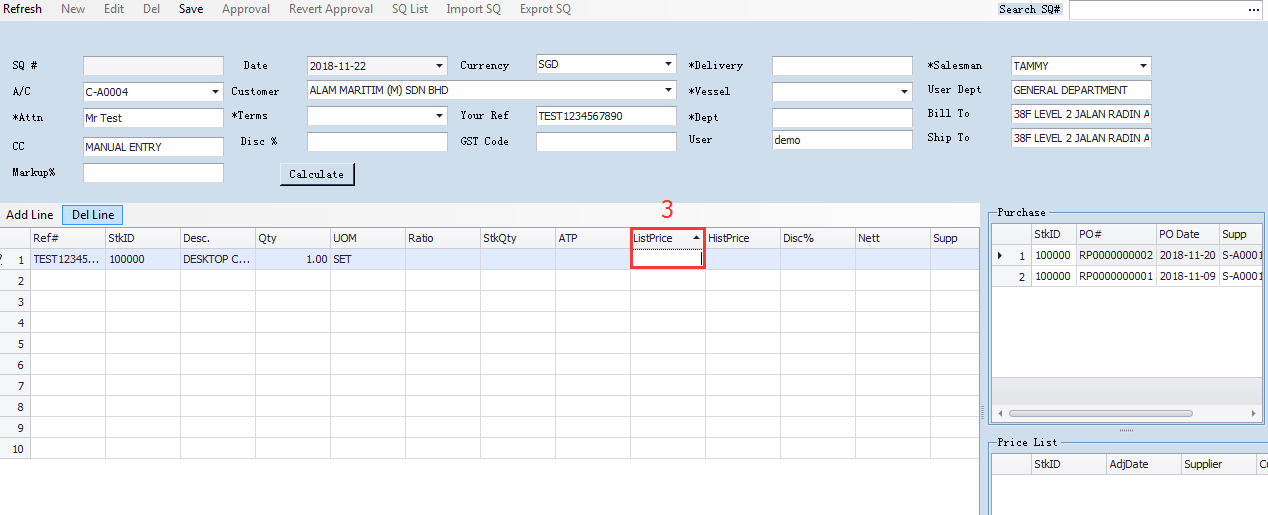 Refresh New Edit Del Save Approval Revert Approval SQ List Import SQ Exprot SQ Search SQ# ...
SQ # Date 2018-11-22 Currency SGD *Delivery *Salesman TAMMY
A/C C-A0004 Customer ALAM MARITIM (M) SDN BHD *Vessel User Dept GENERAL DEPARTMENT
*Attn Mr Test *Terms Your Ref TEST1234567890 *Dept Bill To 38F LEVEL 2 JALAN RADIN A
CC MANUAL ENTRY Disc % GST Code User demo Ship To 38F LEVEL 2 JALAN RADIN A
Markup% Calculate
Add Line Del Line 3
Ref# StkID Desc. Qty UOM Ratio StkQty ATP ListPrice HistPrice Disc% Nett Supp
1 TEST12345... 100000 DESKTOP C... 1.00 SET
2
3
4
5
6
7
8
9
10
Purchase
StkID PO# PO Date Supp
1 100000 RP0000000002 2018-11-20 S-A0001
2 100000 RP0000000001 2018-11-09 S-A0001
Price List
StkID AdjDate Supplier